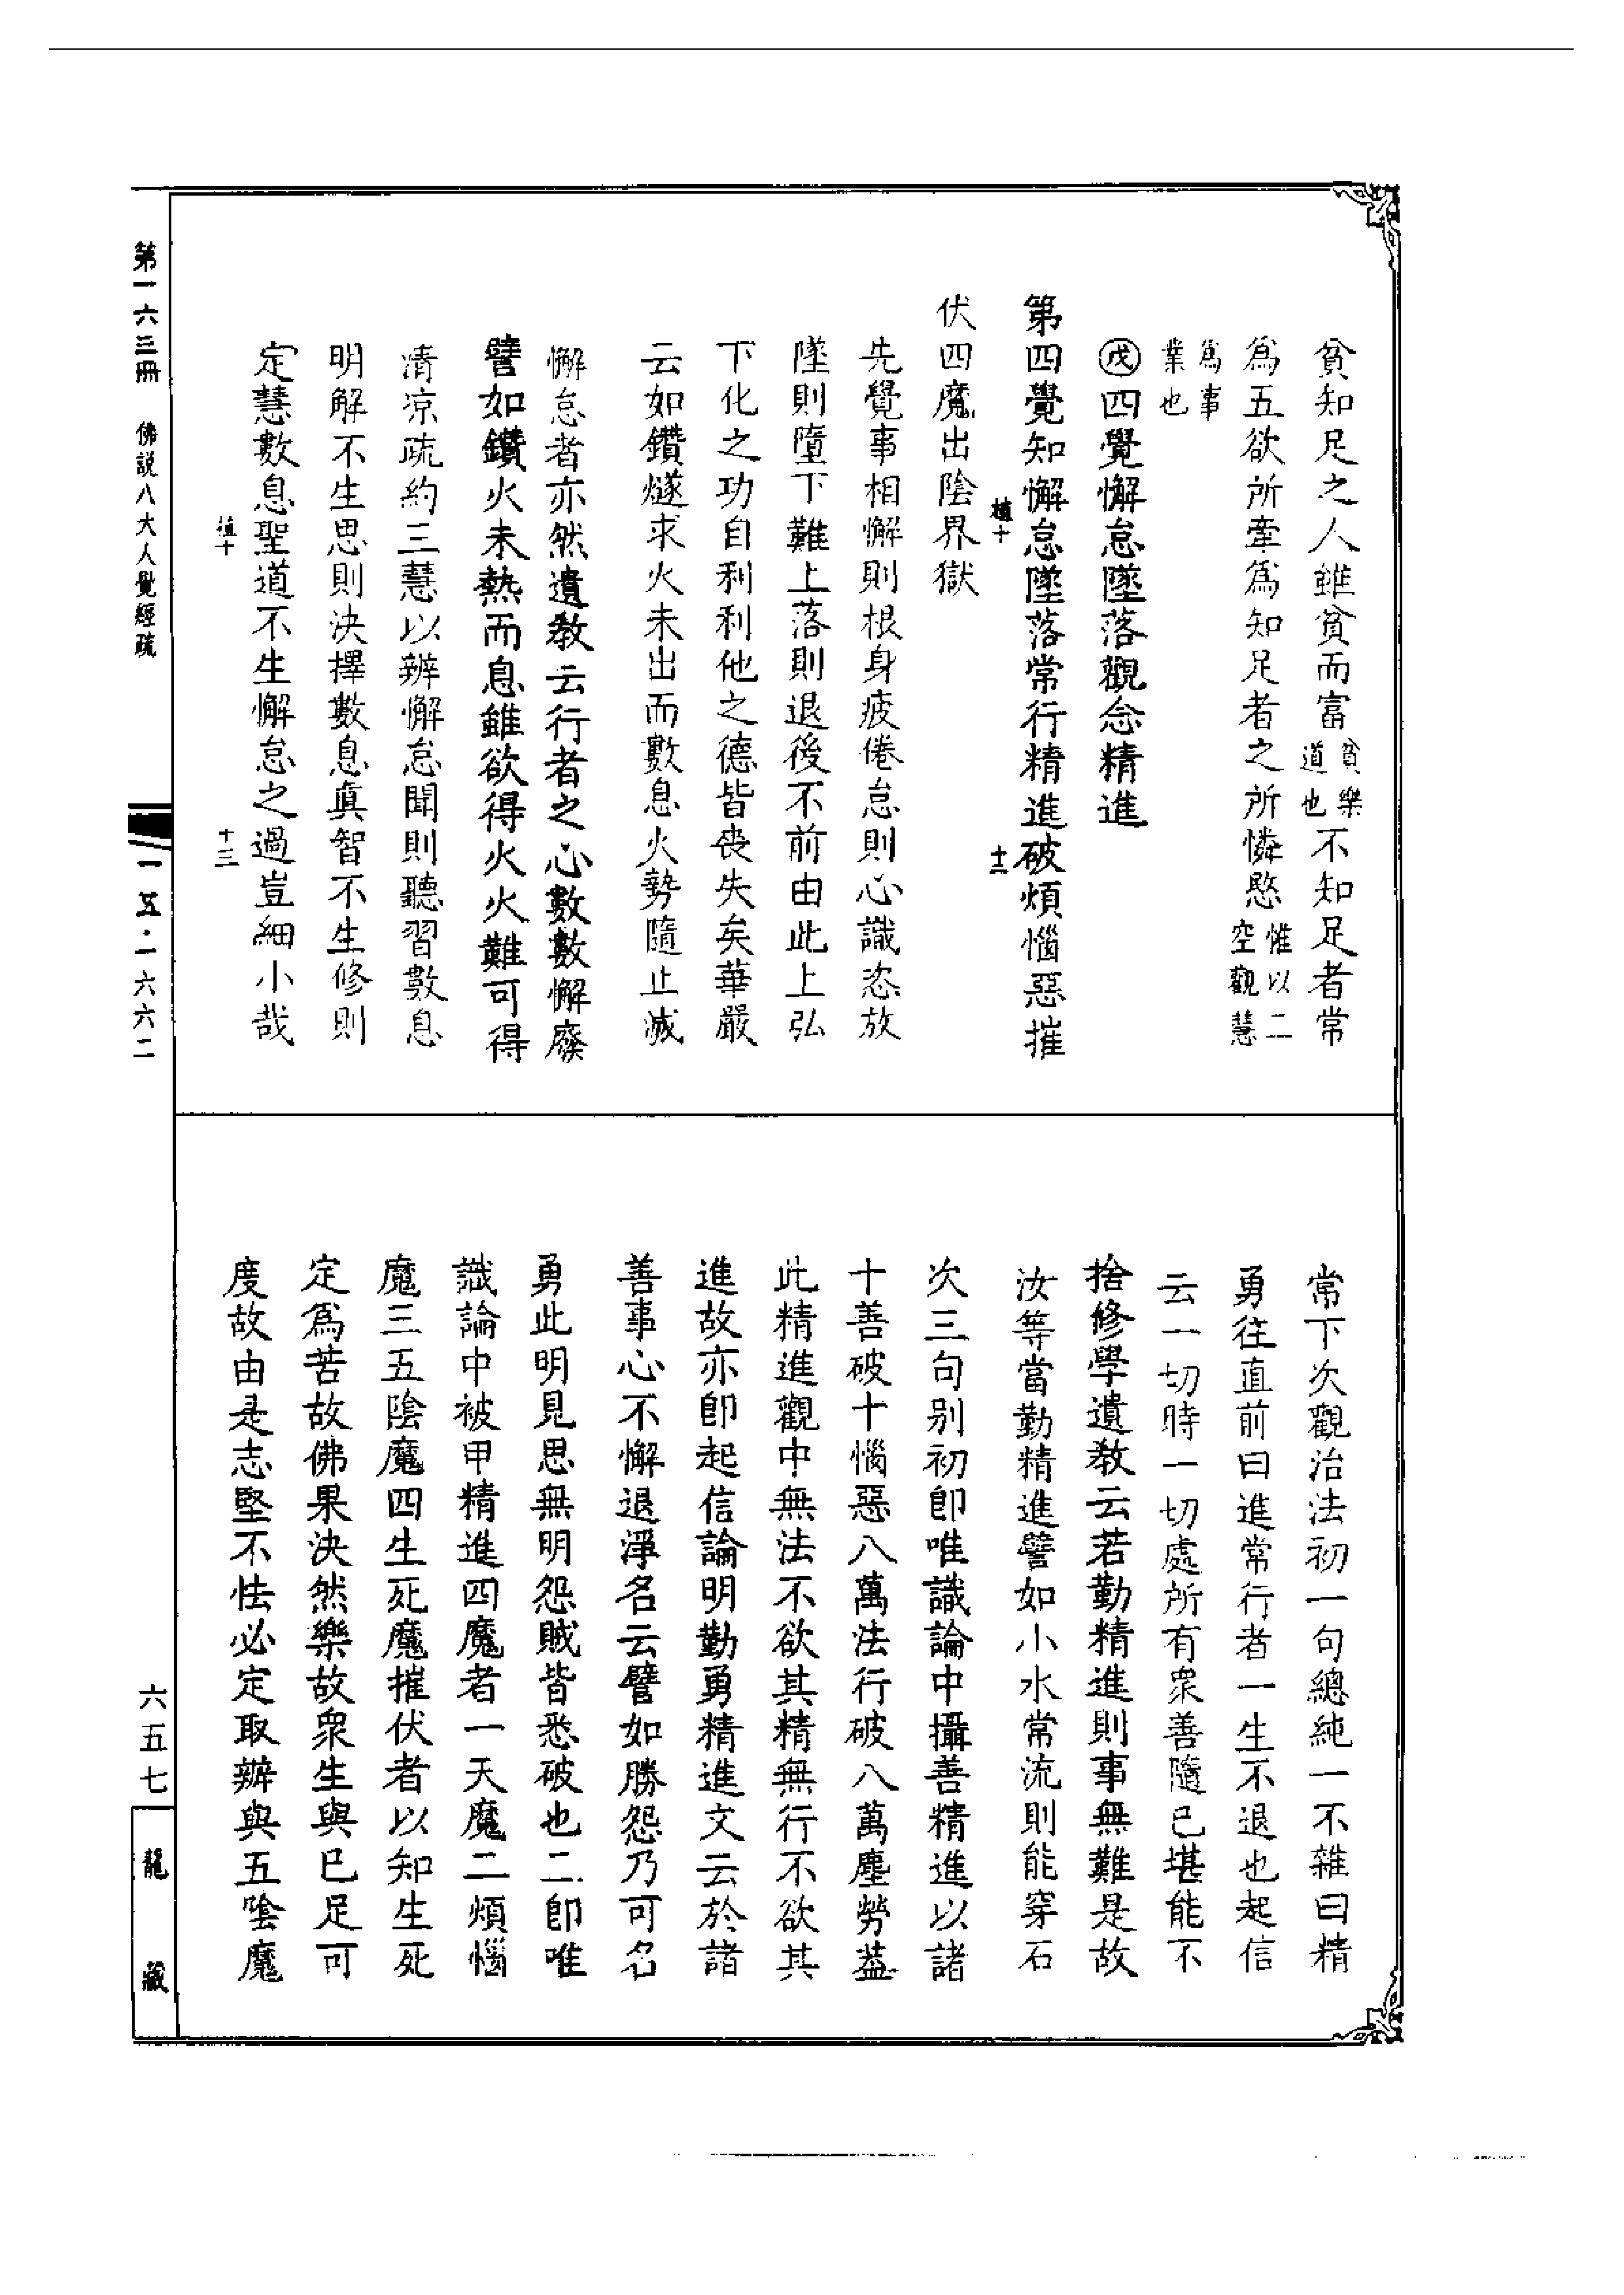 貧知足之人雖貧而富貧樂道也不知足者常
爲五欲所牽爲知足者之所憐愍惟以二空觀慧
爲事業也
戊四覺懈怠墜落觀念精進
第四覺知懈怠墜落常行精進破煩惱惡摧
十
十二
伏四魔出陰界獄
先覺事相懈則根身疲倦怠則心識恣放
墜則墮下難上落則退後不前由此上弘
下化之功自利利他之德皆喪失矣華嚴
云如鑽燧求火未出而數息火勢隨止滅
懈怠者亦然遺教云行者之心數數懈廢
譬如鑽火未熱而息雖欲得火火難可得
清涼疏約三慧以辨懈怠聞則聽習數息
明解不生思則決擇數息眞智不生修則
定慧數息聖道不生懈怠之過豈細小哉
十
十三
常下次觀治法初一句總純一不雜曰精
勇往直前曰進常行者一生不退也起信
云一切時一切處所有衆善隨己堪能不
捨修學遺教云若勤精進則事無難是故
汝等當勤精進譬如小水常流則能穿石
次三句別初即唯識論中攝善精進以諸
十善破十惱惡八萬法行破八萬塵勞蓋
此精進觀中無法不欲其精無行不欲其
進故亦即起信論明勤勇精進文云於諸
善事心不懈退淨名云譬如勝怨乃可名
勇此明見思無明怨賊皆悉破也二即唯
識論中被甲精進四魔者一天魔二煩惱
魔三五陰魔四生死魔摧伏者以知生死
定爲苦故佛果決然樂故衆生與己足可
度故由是志堅不怯必定取辦與五陰魔
第一六三冊 佛説八大人覺經疏
一五·一六六二
六五七
龍藏